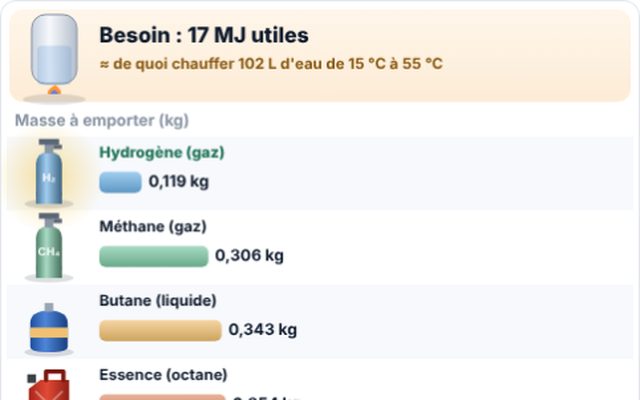 Besoin : 17 MJ utiles
≈ de quoi chauffer 102 L d'eau de 15 °C à 55 °C
Masse à emporter (kg)
Hydrogène (gaz)
H₂
0,119 kg
Méthane (gaz)
CH₄
0,306 kg
Butane (liquide)
0,343 kg
Essence (octane)